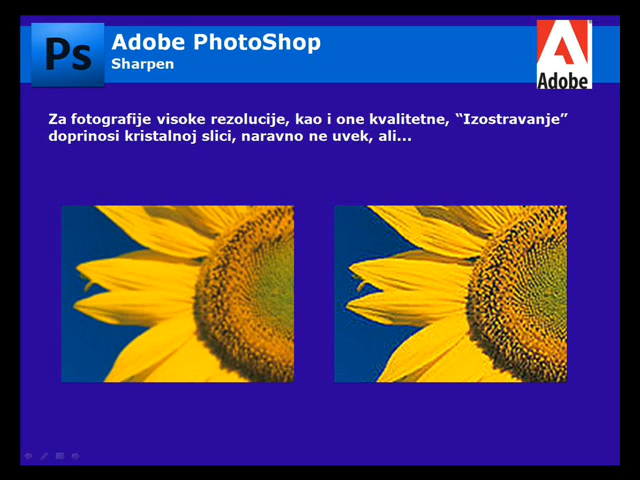 Ps
Adobe PhotoShop
Sharpen
Adobe
Za fotografije visoke rezolucije, kao i one kvalitetne, “Izostravanje”
doprinosi kristalnoj slici, naravno ne uvek, ali...